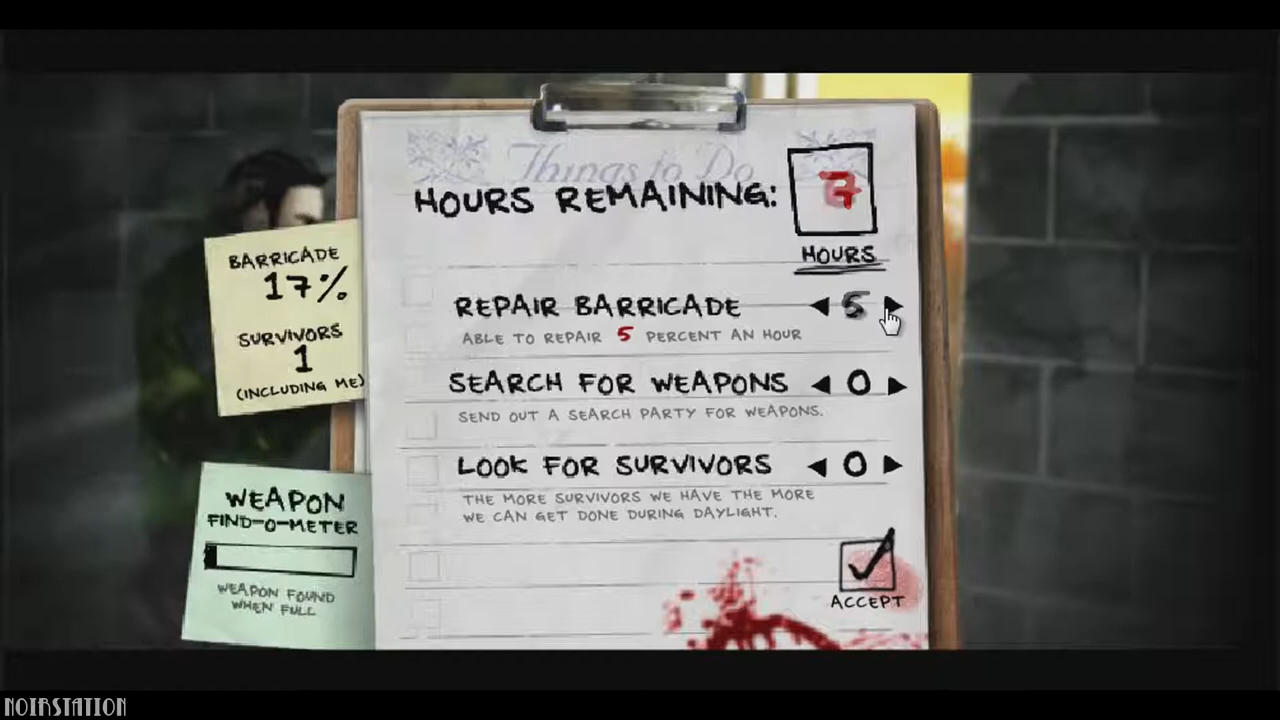 Things to Do
HOURS REMAINING: 7
HOURS
BARRICADE
17%
SURVIVORS
1
(INCLUDING ME)
REPAIR BARRICADE 5
ABLE TO REPAIR 5 PERCENT AN HOUR
SEARCH FOR WEAPONS 0
SEND OUT A SEARCH PARTY FOR WEAPONS.
LOOK FOR SURVIVORS 0
THE MORE SURVIVORS WE HAVE THE MORE
WE CAN GET DONE DURING DAYLIGHT.
WEAPON
FIND-O-METER
WEAPON FOUND
WHEN FULL
ACCEPT
NOIRSTATION